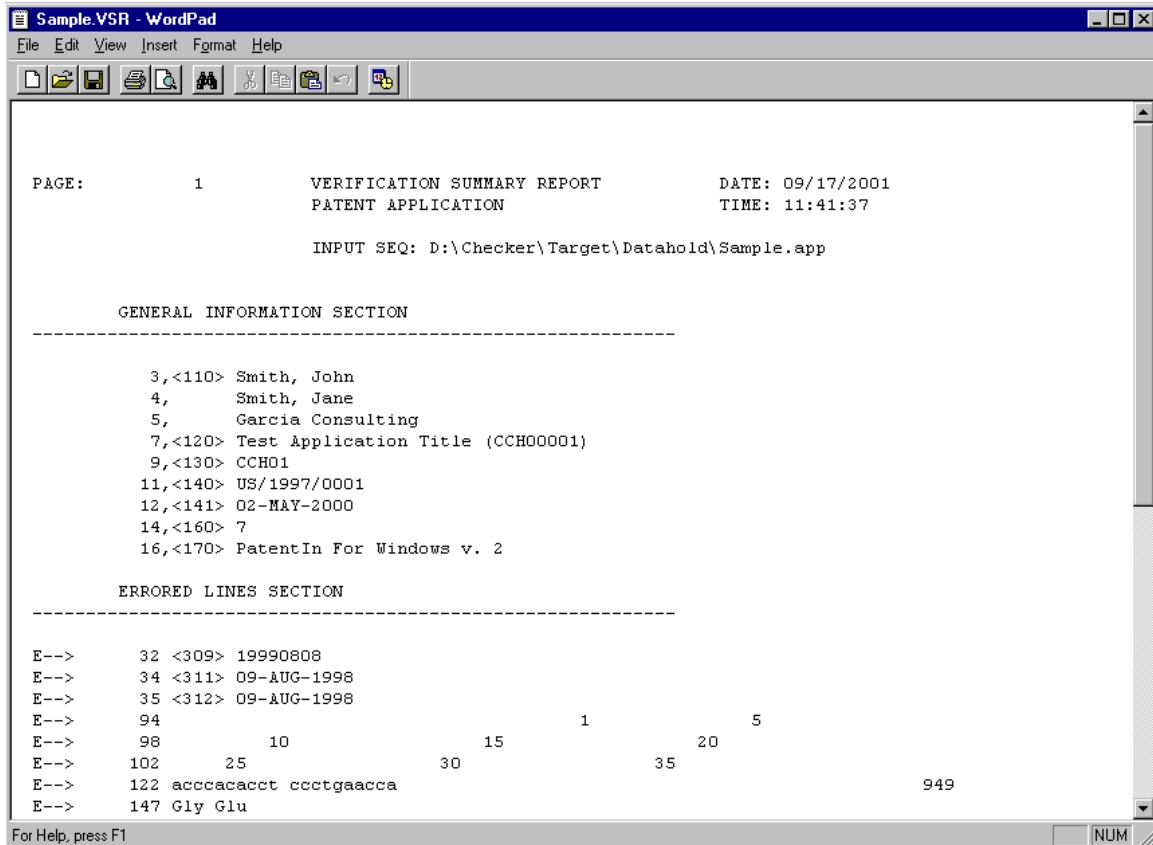 Sample.VSR - WordPad
File Edit View Insert Format Help
PAGE: 1 VERIFICATION SUMMARY REPORT DATE: 09/17/2001
PATENT APPLICATION TIME: 11:41:37
INPUT SEQ: D:\Checker\Target\Datahold\Sample.app
GENERAL INFORMATION SECTION
------------------------------------------------------------
3,<110> Smith, John
4, Smith, Jane
5, Garcia Consulting
7,<120> Test Application Title (CCH00001)
9,<130> CCH01
11,<140> US/1997/0001
12,<141> 02-MAY-2000
14,<160> 7
16,<170> PatentIn For Windows v. 2
ERRORED LINES SECTION
------------------------------------------------------------
E--> 32 <309> 19990808
E--> 34 <311> 09-AUG-1998
E--> 35 <312> 09-AUG-1998
E--> 94 1 5
E--> 98 10 15 20
E--> 102 25 30 35
E--> 122 acccacacct ccctgaacca 949
E--> 147 Gly Glu
For Help, press F1 NUM